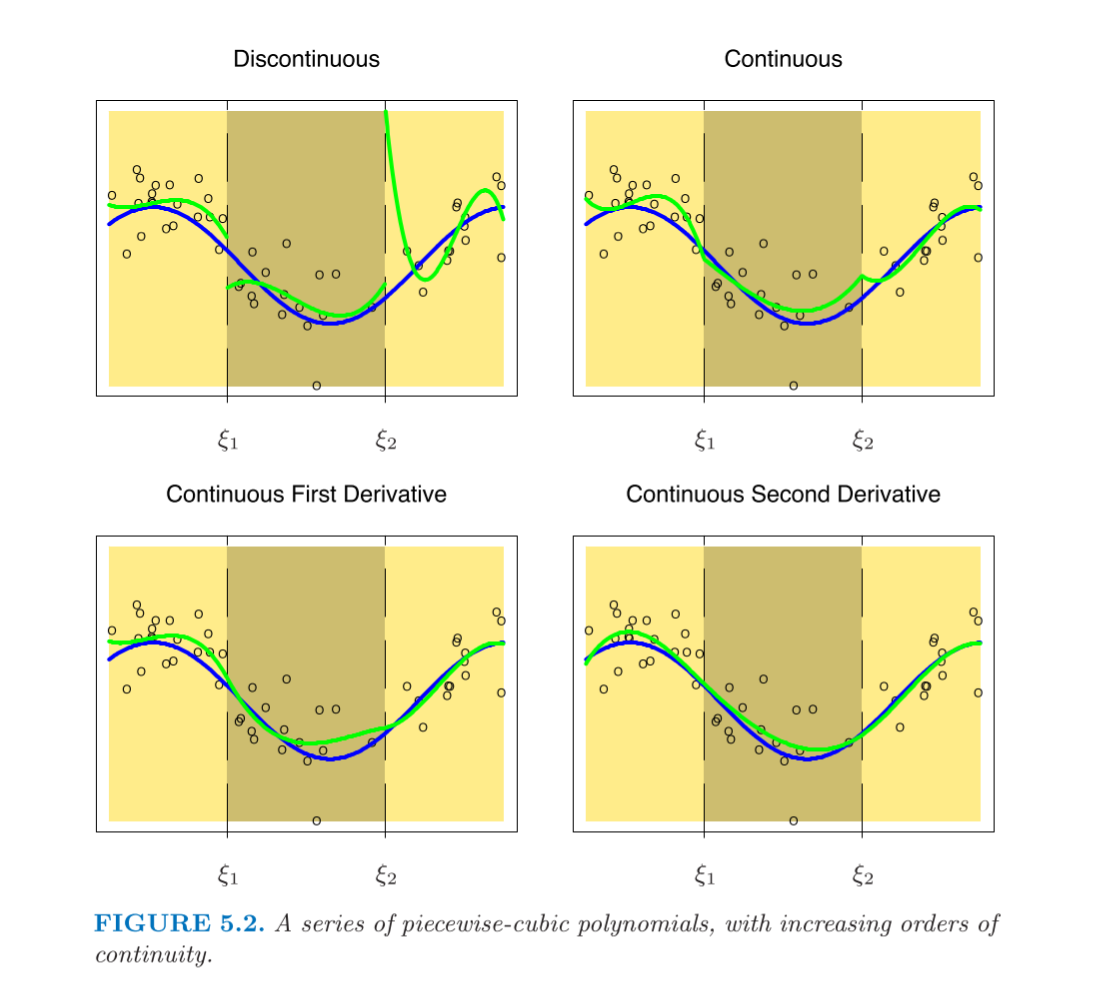 Discontinuous
Continuous
ξ1
ξ2
ξ1
ξ2
Continuous First Derivative
Continuous Second Derivative
ξ1
ξ2
ξ1
ξ2
FIGURE 5.2. A series of piecewise-cubic polynomials, with increasing orders of
continuity.